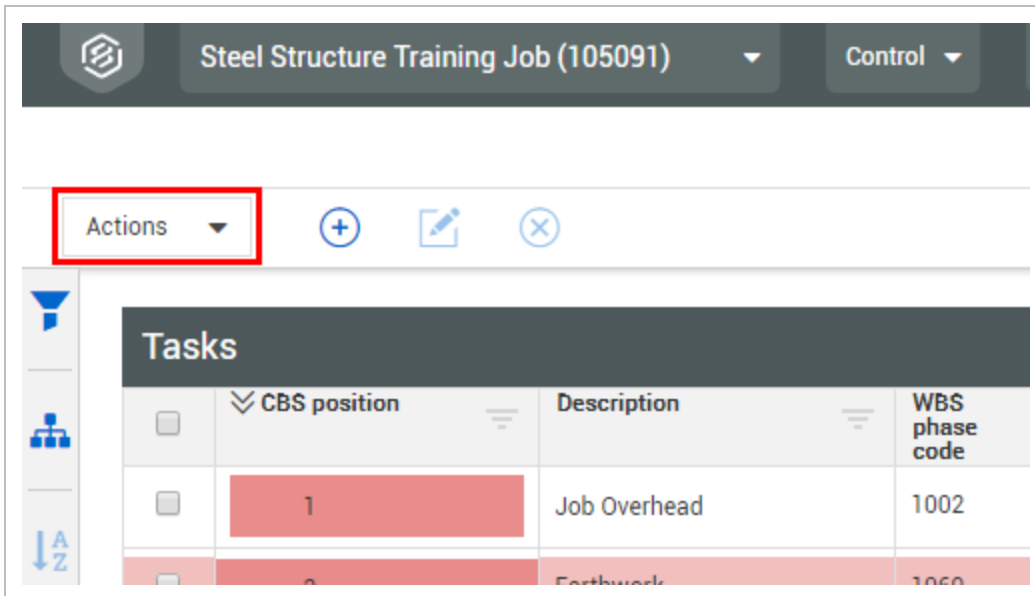 Steel Structure Training Job (105091)
Control
Actions
Tasks
CBS position
Description
WBS
phase
code
1
Job Overhead
1002
A
Z